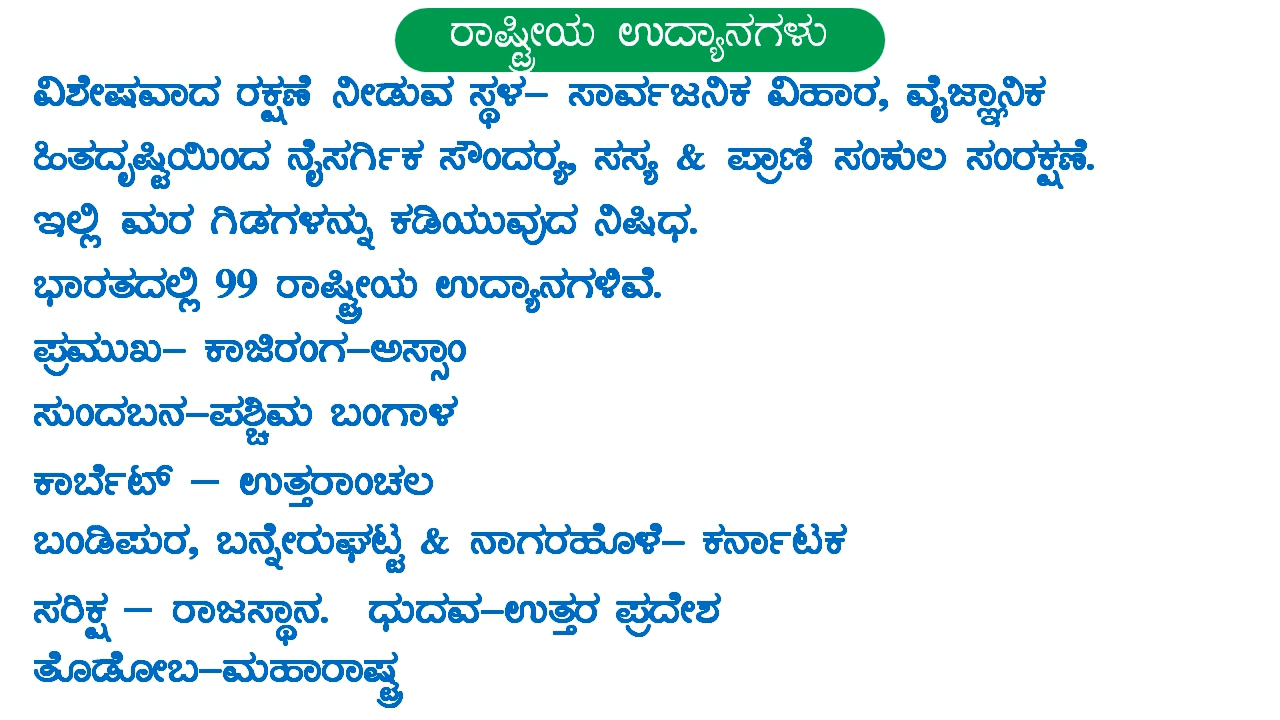 ರಾಷ್ಟ್ರೀಯ ಉದ್ಯಾನಗಳು
ವಿಶೇಷವಾದ ರಕ್ಷಣೆ ನೀಡುವ ಸ್ಥಳ– ಸಾರ್ವಜನಿಕ ವಿಹಾರ, ವೈಜ್ಞಾನಿಕ
ಹಿತದೃಷ್ಟಿಯಿಂದ ನೈಸರ್ಗಿಕ ಸೌಂದರ‍್ಯ, ಸಸ್ಯ & ಪ್ರಾಣಿ ಸಂಕುಲ ಸಂರಕ್ಷಣೆ.
ಇಲ್ಲಿ ಮರ ಗಿಡಗಳನ್ನು ಕಡಿಯುವುದ ನಿಷಿಧ.
ಭಾರತದಲ್ಲಿ 99 ರಾಷ್ಟ್ರೀಯ ಉದ್ಯಾನಗಳಿವೆ.
ಪ್ರಮುಖ– ಕಾಜಿರಂಗ–ಅಸ್ಸಾಂ
ಸುಂದಬನ–ಪಶ್ಚಿಮ ಬಂಗಾಳ
ಕಾರ್ಬೆಟ್ – ಉತ್ತರಾಂಚಲ
ಬಂಡಿಪುರ, ಬನ್ನೇರುಘಟ್ಟ & ನಾಗರಹೊಳೆ– ಕರ್ನಾಟಕ
ಸರಿಕ್ಷ – ರಾಜಸ್ಥಾನ. ಧುದವ–ಉತ್ತರ ಪ್ರದೇಶ
ತೊಡೋಬ–ಮಹಾರಾಷ್ಟ್ರ